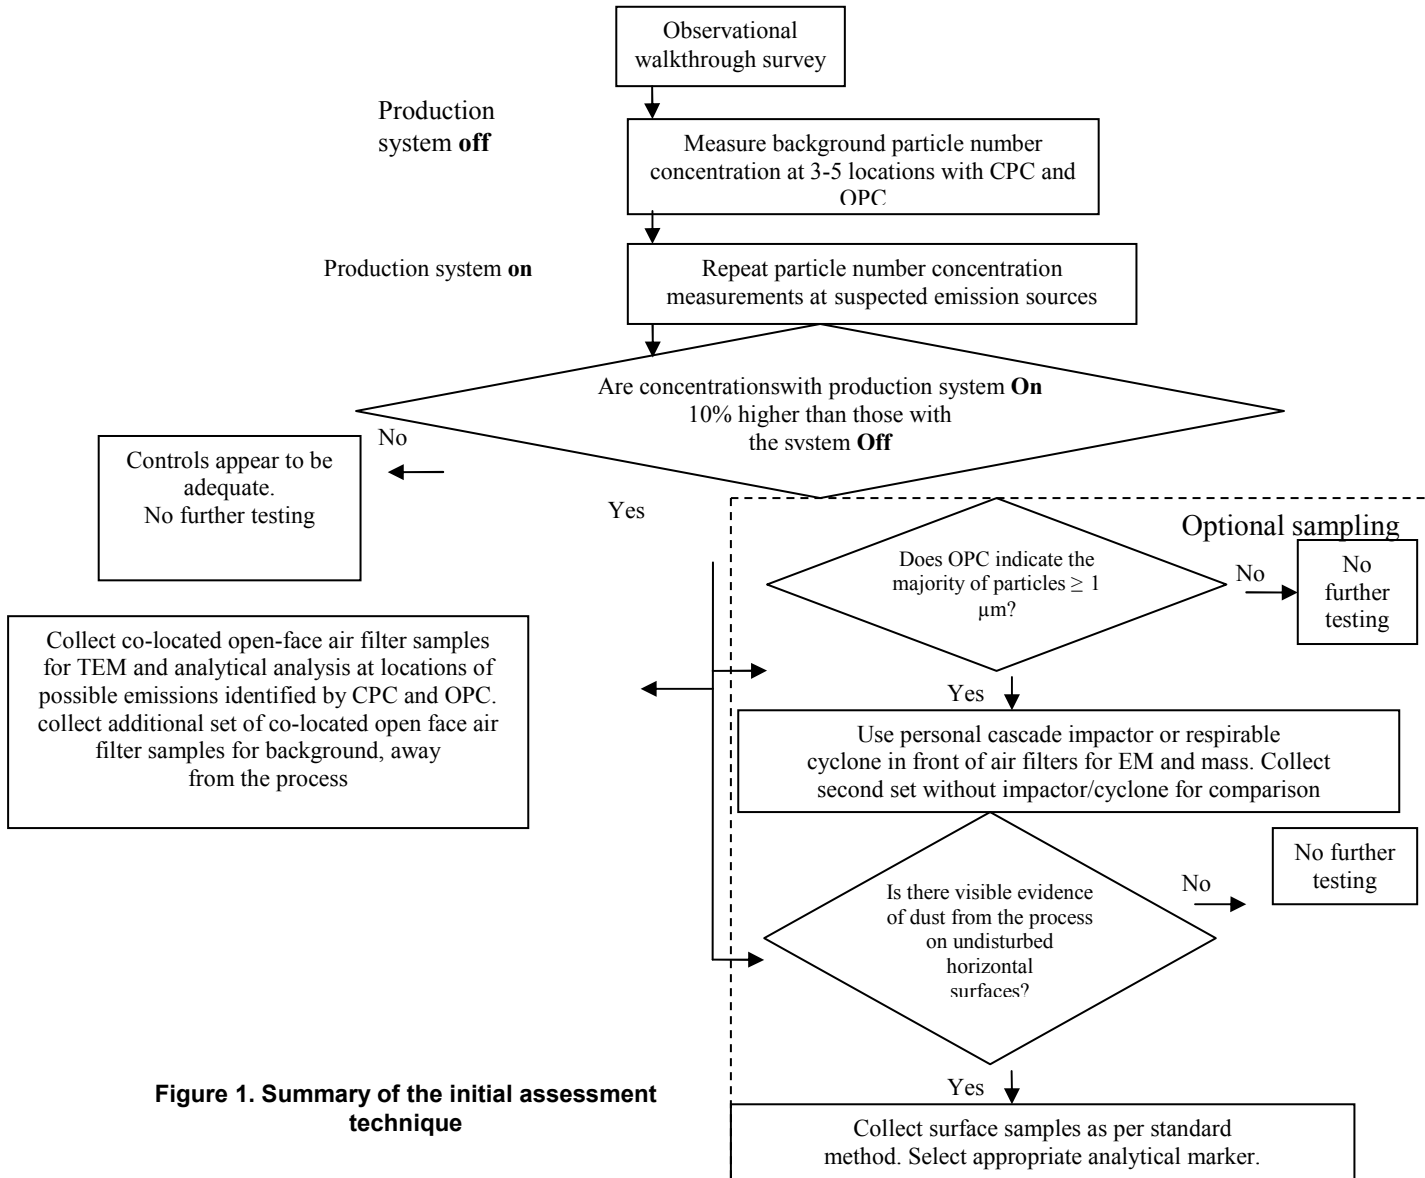 Observational
walkthrough survey
Production
system off
Measure background particle number
concentration at 3-5 locations with CPC and
OPC
Production system on
Repeat particle number concentration
measurements at suspected emission sources
Are concentrationswith production system On
10% higher than those with
the system Off
No
Controls appear to be
adequate.
No further testing
Yes
Optional sampling
Does OPC indicate the
majority of particles ≥ 1
µm?
No
No
further
testing
Collect co-located open-face air filter samples
for TEM and analytical analysis at locations of
possible emissions identified by CPC and OPC.
collect additional set of co-located open face air
filter samples for background, away
from the process
Yes
Use personal cascade impactor or respirable
cyclone in front of air filters for EM and mass. Collect
second set without impactor/cyclone for comparison
Is there visible evidence
of dust from the process
on undisturbed
horizontal
surfaces?
No
No further
testing
Yes
Collect surface samples as per standard
method. Select appropriate analytical marker.
Figure 1. Summary of the initial assessment
technique